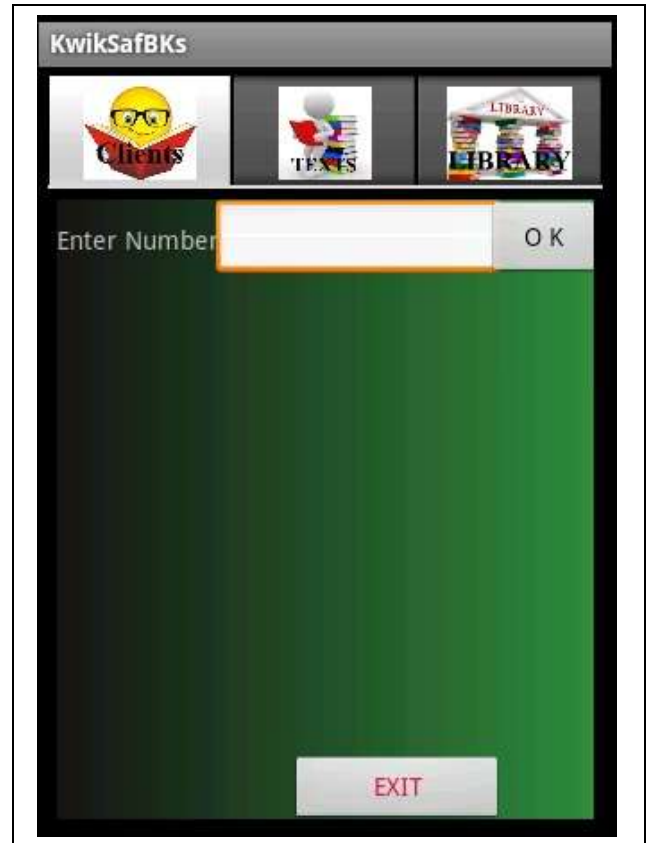 KwikSafBKs
Clients
TEXTS
LIBRARY
LIBRARY
Enter Number
O K
EXIT